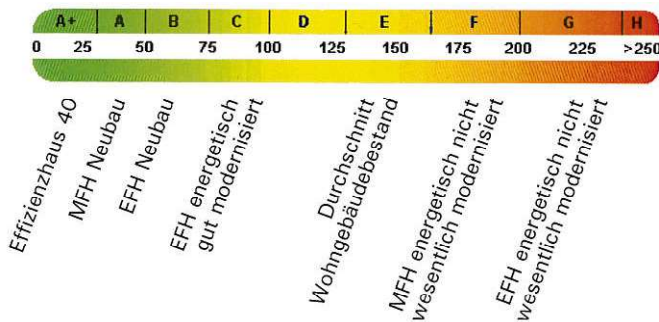 A+ A B C D E F G H
0 25 50 75 100 125 150 175 200 225 >250
Effizienzhaus 40
MFH Neubau
EFH Neubau
EFH energetisch
gut modernisiert
Durchschnitt
Wohngebäudebestand
MFH energetisch nicht
wesentlich modernisiert
EFH energetisch nicht
wesentlich modernisiert